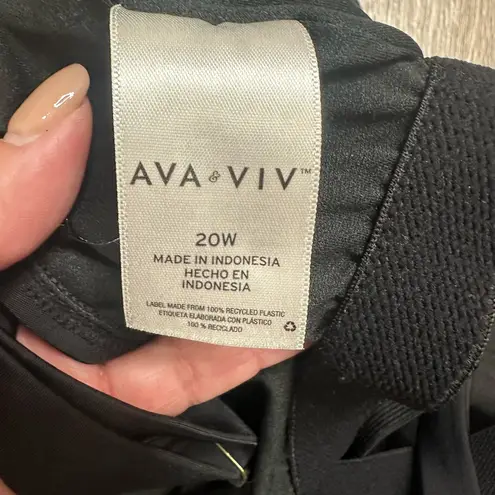 AVA & VIV™
20W
MADE IN INDONESIA
HECHO EN
INDONESIA
LABEL MADE FROM 100% RECYCLED PLASTIC
ETIQUETA ELABORADA CON PLÁSTICO
100 % RECICLADO